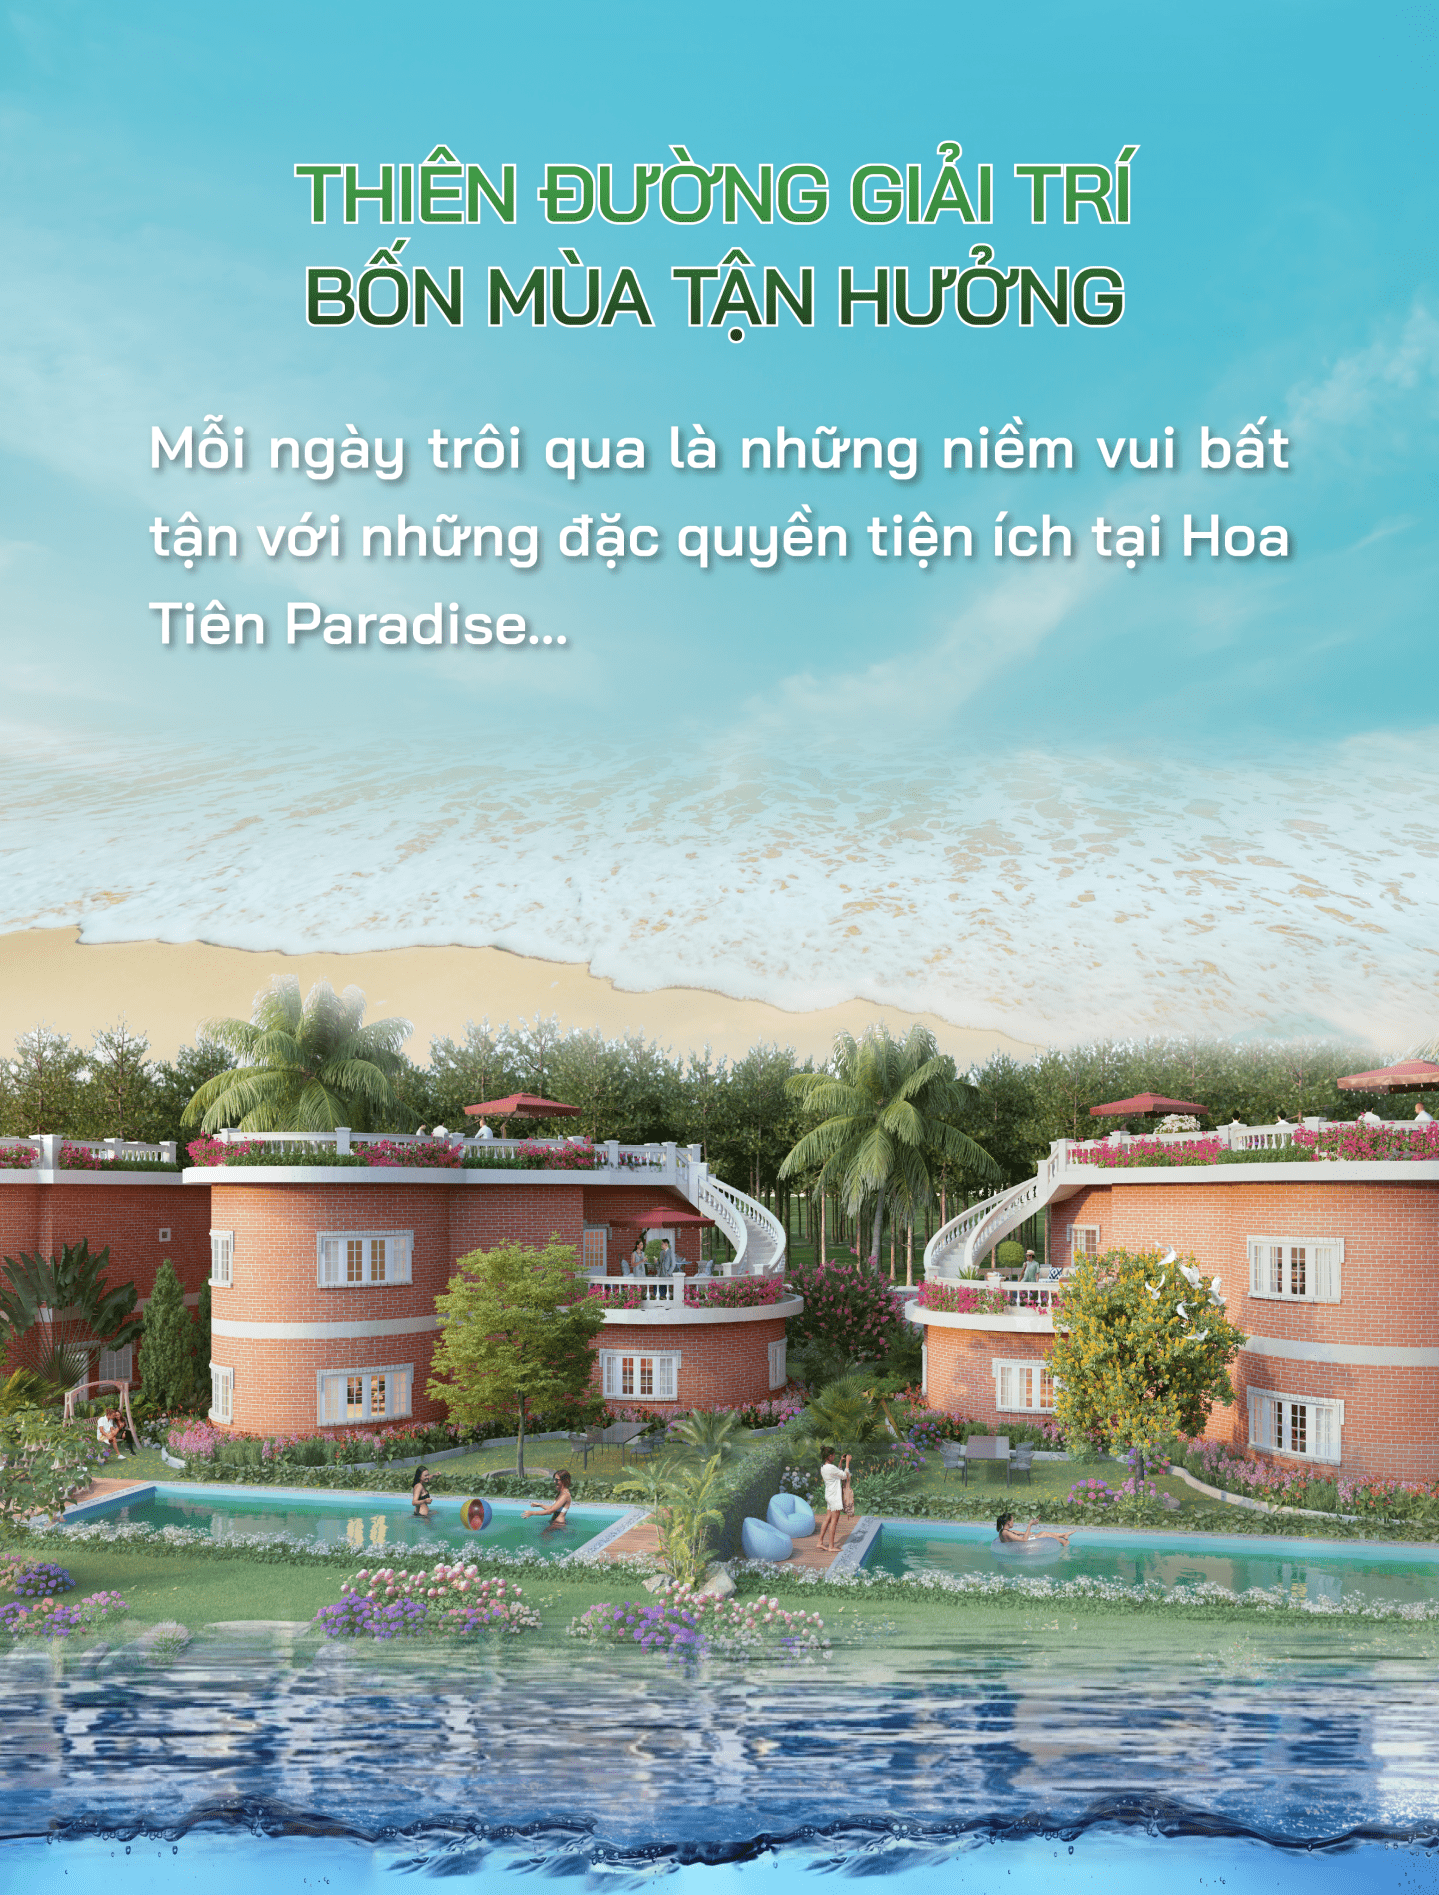 THIÊN ĐƯỜNG GIẢI TRÍ
BỐN MÙA TẬN HƯỞNG
Mỗi ngày trôi qua là những niềm vui bất
tận với những đặc quyền tiện ích tại Hoa
Tiên Paradise...